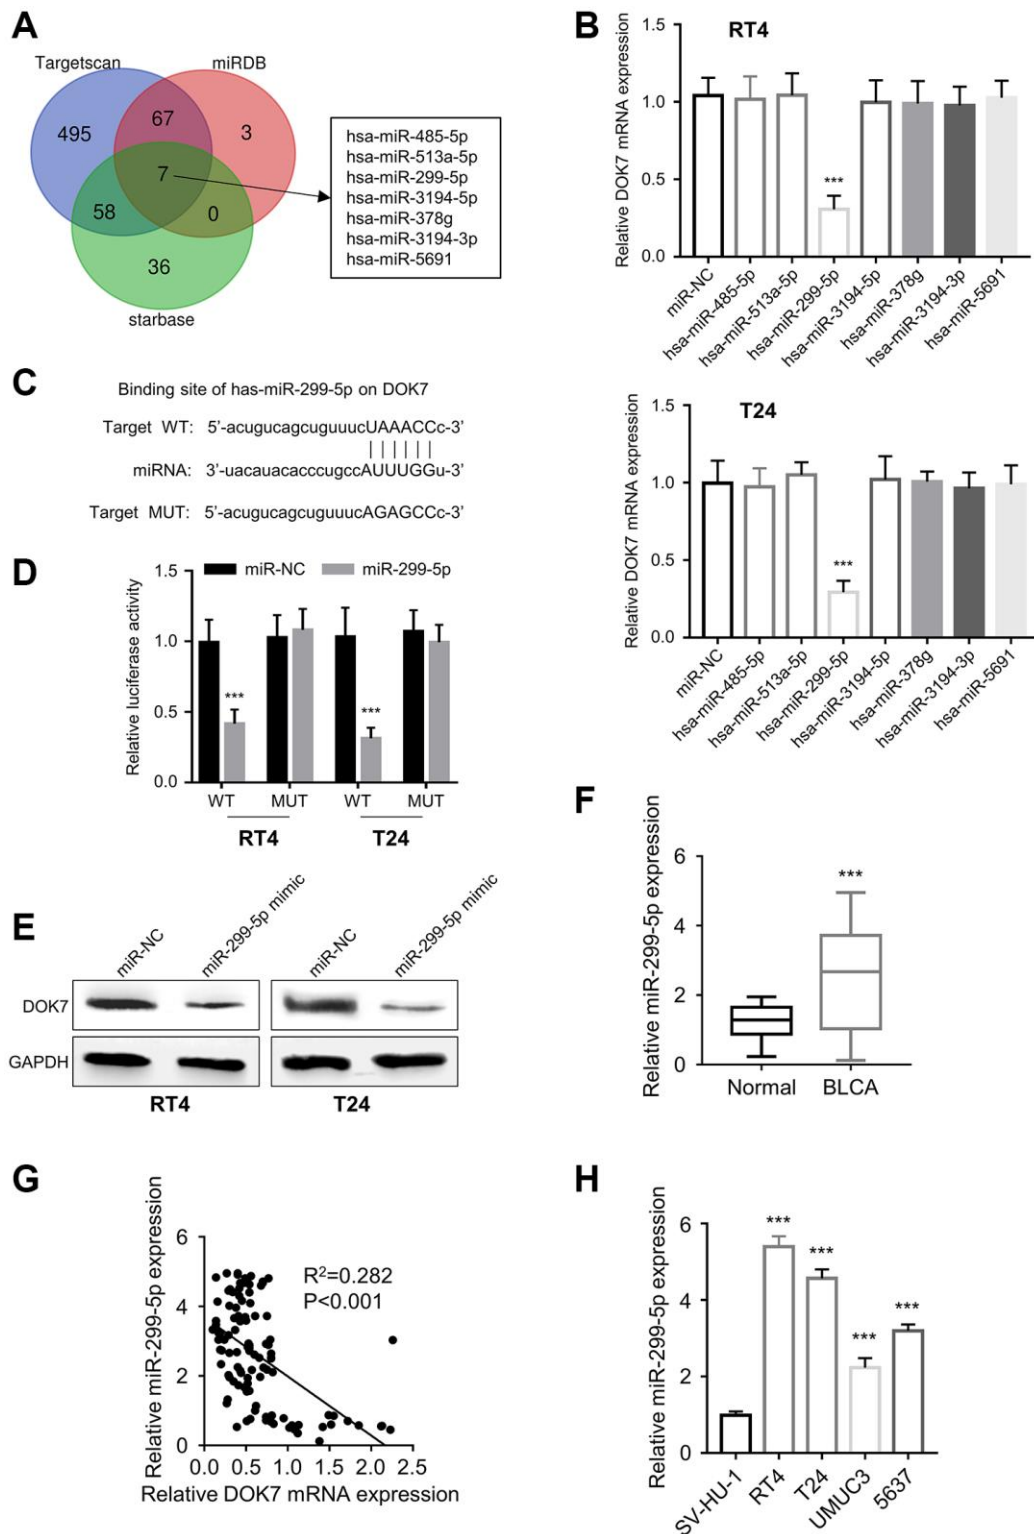 A
Targetscan
miRDB
495
67
3
7
58
0
36
starbase
hsa-miR-485-5p
hsa-miR-513a-5p
hsa-miR-299-5p
hsa-miR-3194-5p
hsa-miR-378g
hsa-miR-3194-3p
hsa-miR-5691
B
RT4
Relative DOK7 mRNA expression
1.5
1.0
0.5
0.0
***
miR-NC
hsa-miR-485-5p
hsa-miR-513a-5p
hsa-miR-299-5p
hsa-miR-3194-5p
hsa-miR-378g
hsa-miR-3194-3p
hsa-miR-5691
T24
Relative DOK7 mRNA expression
1.5
1.0
0.5
0.0
***
miR-NC
hsa-miR-485-5p
hsa-miR-513a-5p
hsa-miR-299-5p
hsa-miR-3194-5p
hsa-miR-378g
hsa-miR-3194-3p
hsa-miR-5691
C
Binding site of has-miR-299-5p on DOK7
Target WT: 5'-acugucagcuguuucUAAACCc-3'
miRNA: 3'-uacauacacccugccAUUUGGu-3'
Target MUT: 5'-acugucagcuguuucAGAGCCc-3'
D
miR-NC miR-299-5p
Relative luciferase activity
1.5
1.0
0.5
0.0
*** ***
WT MUT WT MUT
RT4 T24
E
miR-NC miR-299-5p mimic miR-NC miR-299-5p mimic
DOK7
GAPDH
RT4 T24
F
Relative miR-299-5p expression
6
4
2
0
***
Normal BLCA
G
Relative miR-299-5p expression
6
4
2
0
R²=0.282
P<0.001
0.0 0.5 1.0 1.5 2.0 2.5
Relative DOK7 mRNA expression
H
Relative miR-299-5p expression
6
4
2
0
*** *** *** ***
SV-HU-1 RT4 T24 UMUC3 5637